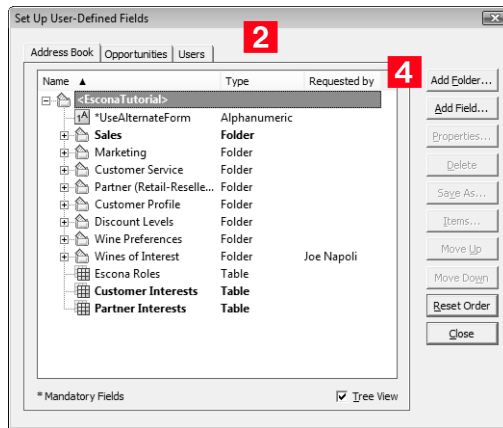 Set Up User-Defined Fields
2
Address Book Opportunities Users
4
Name Type Requested by
<EsconaTutorial>
*UseAlternateForm Alphanumeric
Sales Folder
Marketing Folder
Customer Service Folder
Partner (Retail-Reselle... Folder
Customer Profile Folder
Discount Levels Folder
Wine Preferences Folder
Wines of Interest Folder Joe Napoli
Escona Roles Table
Customer Interests Table
Partner Interests Table
* Mandatory Fields
Tree View
Add Folder...
Add Field...
Properties...
Delete
Save As...
Items...
Move Up
Move Down
Reset Order
Close